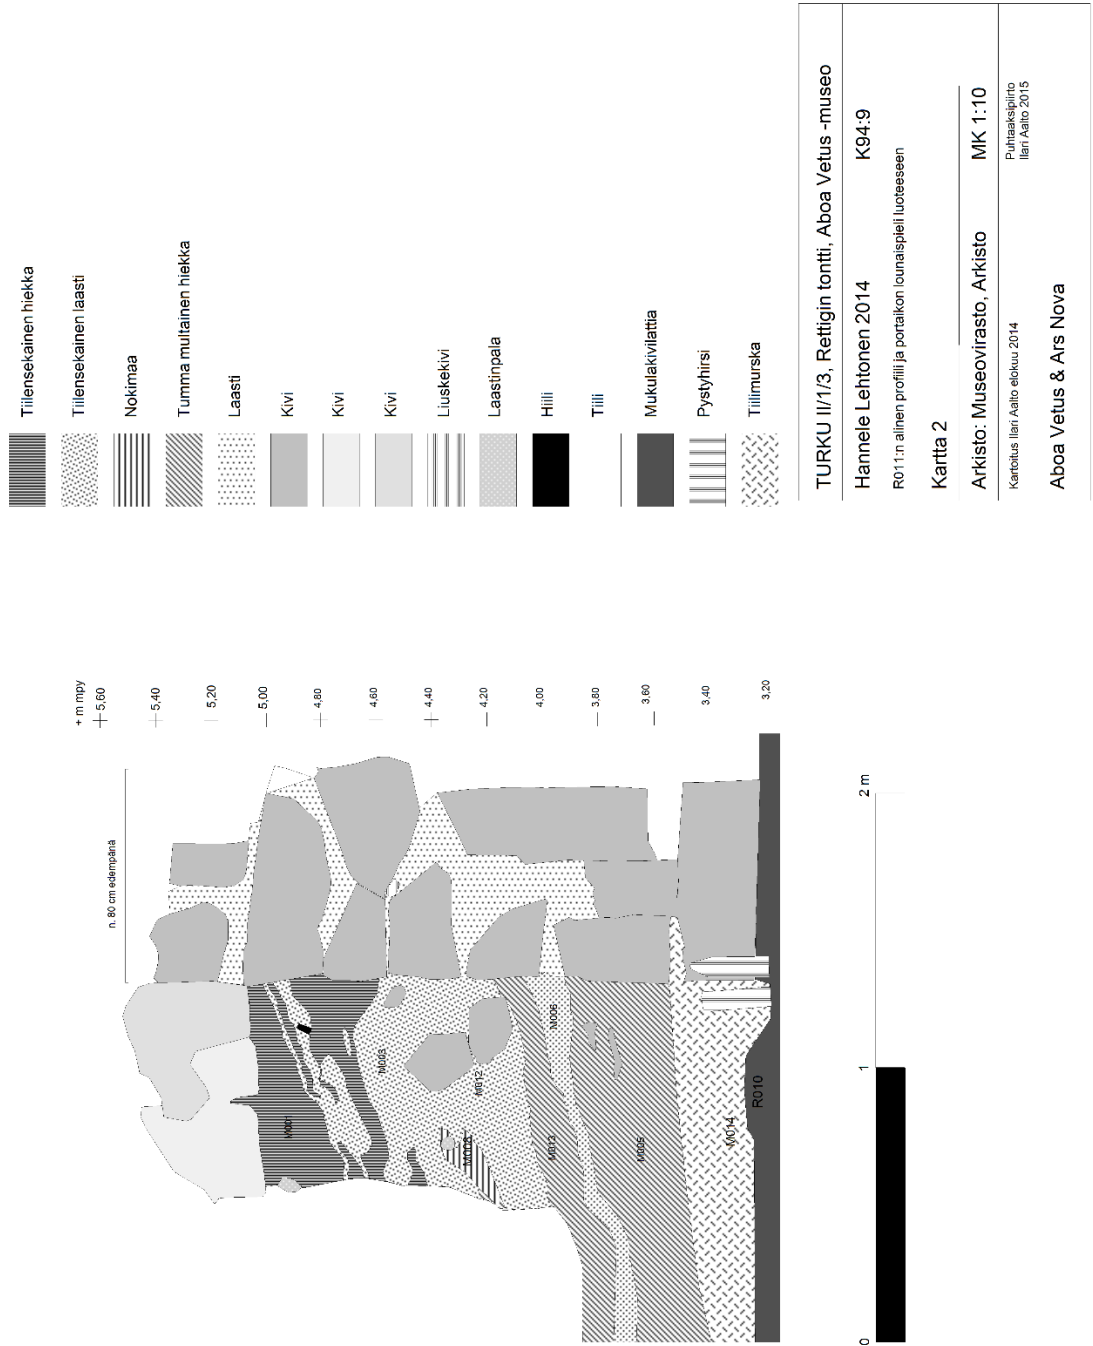 Tiilensekainen hiekka
Tiilensekainen laasti
Nokimaa
Tumma multainen hiekka
Laasti
Kivi
Kivi
Kivi
Liuskekivi
Laastinpala
Hiili
Tiili
Mukulakivilattia
Pystyhirsi
Tiilimurska
TURKU II/1/3, Rettigin tontti, Aboa Vetus -museo
Hannele Lehtonen 2014 K94:9
R011:n alinen profiili ja portaikon lounaispieli luoteeseen
Kartta 2
Arkisto: Museovirasto, Arkisto MK 1:10
Kartoitus Ilari Aalto elokuu 2014
Puhtaaksipiirto
Ilari Aalto 2015
Aboa Vetus & Ars Nova
+ m mpy
5,60
5,40
5,20
5,00
4,80
4,60
4,40
4,20
4,00
3,80
3,60
3,40
3,20
n. 80 cm edempänä
M001
M003
M012
M008
M006
M013
M006
M014
R010
0
1
2 m